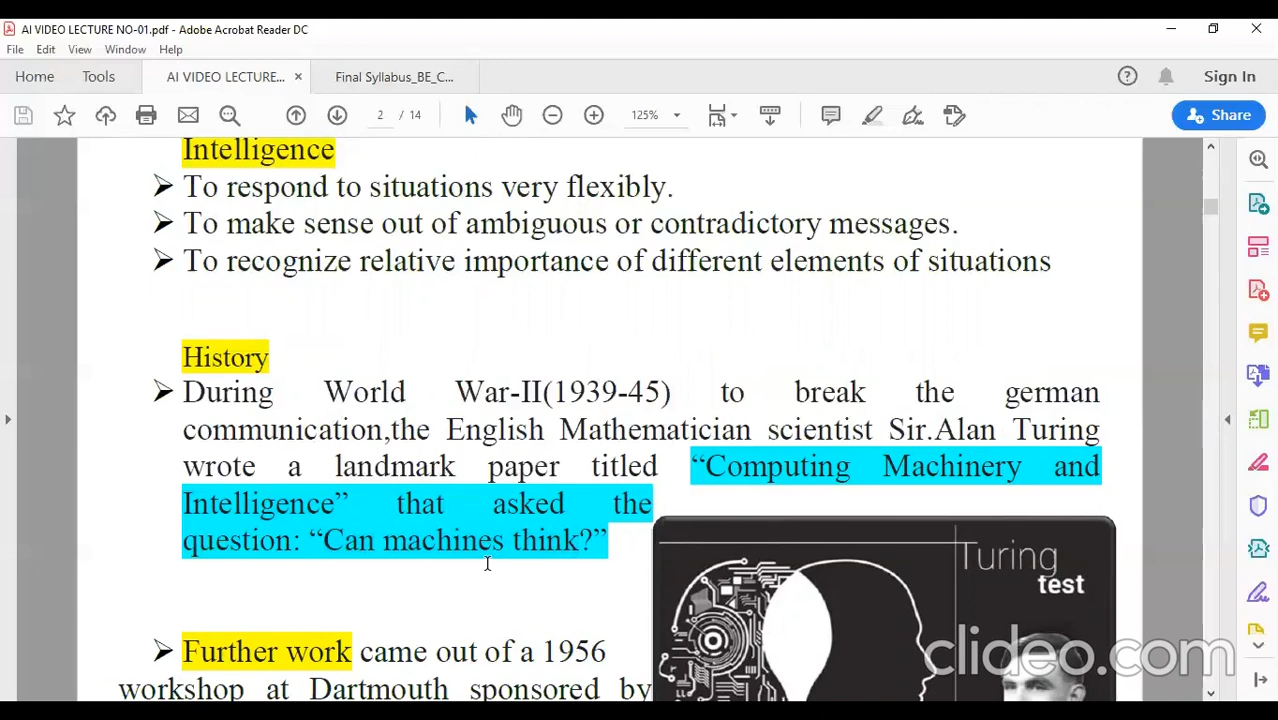 AI VIDEO LECTURE NO-01.pdf - Adobe Acrobat Reader DC
File Edit View Window Help
Home Tools AI VIDEO LECTURE... × Final Syllabus_BE_C...
2 / 14 125% Share
Sign In
Intelligence
➢ To respond to situations very flexibly.
➢ To make sense out of ambiguous or contradictory messages.
➢ To recognize relative importance of different elements of situations
History
➢ During World War-II(1939-45) to break the german
communication,the English Mathematician scientist Sir.Alan Turing
wrote a landmark paper titled “Computing Machinery and
Intelligence” that asked the
question: “Can machines think?”
Turing
test
➢ Further work came out of a 1956
workshop at Dartmouth sponsored by
clideo.com